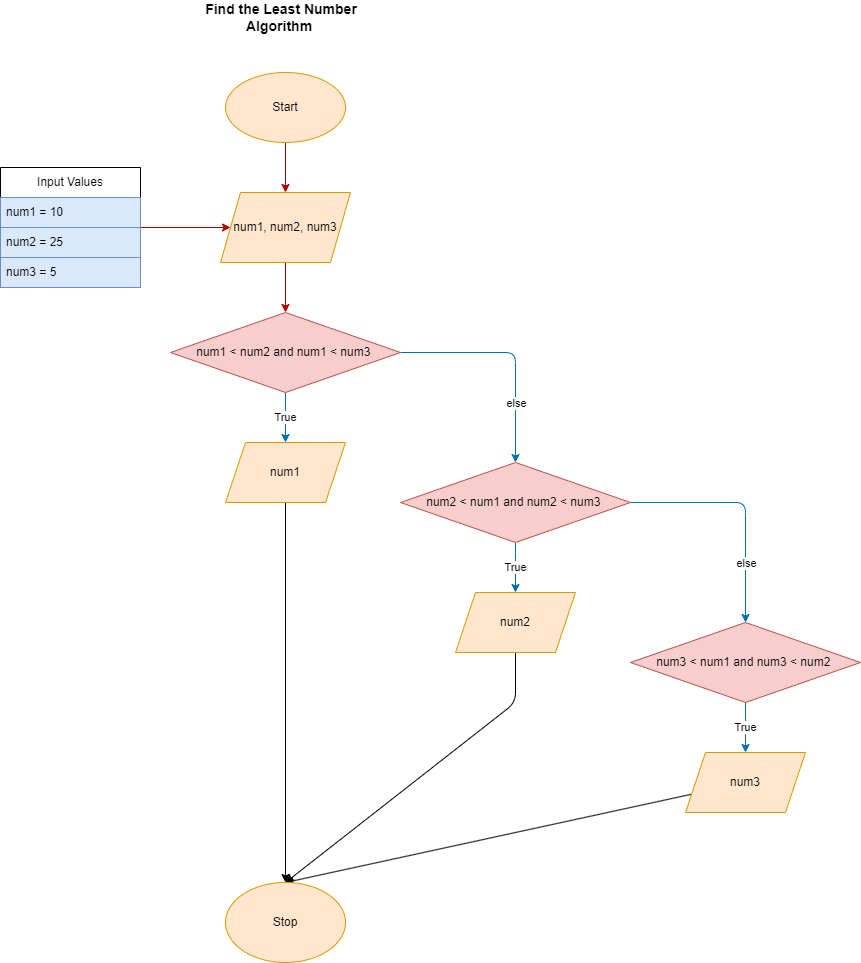 Find the Least Number
Algorithm
Start
Input Values
num1 = 10
num2 = 25
num3 = 5
num1, num2, num3
num1 < num2 and num1 < num3
True
else
num1
num2 < num1 and num2 < num3
True
else
num2
num3 < num1 and num3 < num2
True
num3
Stop